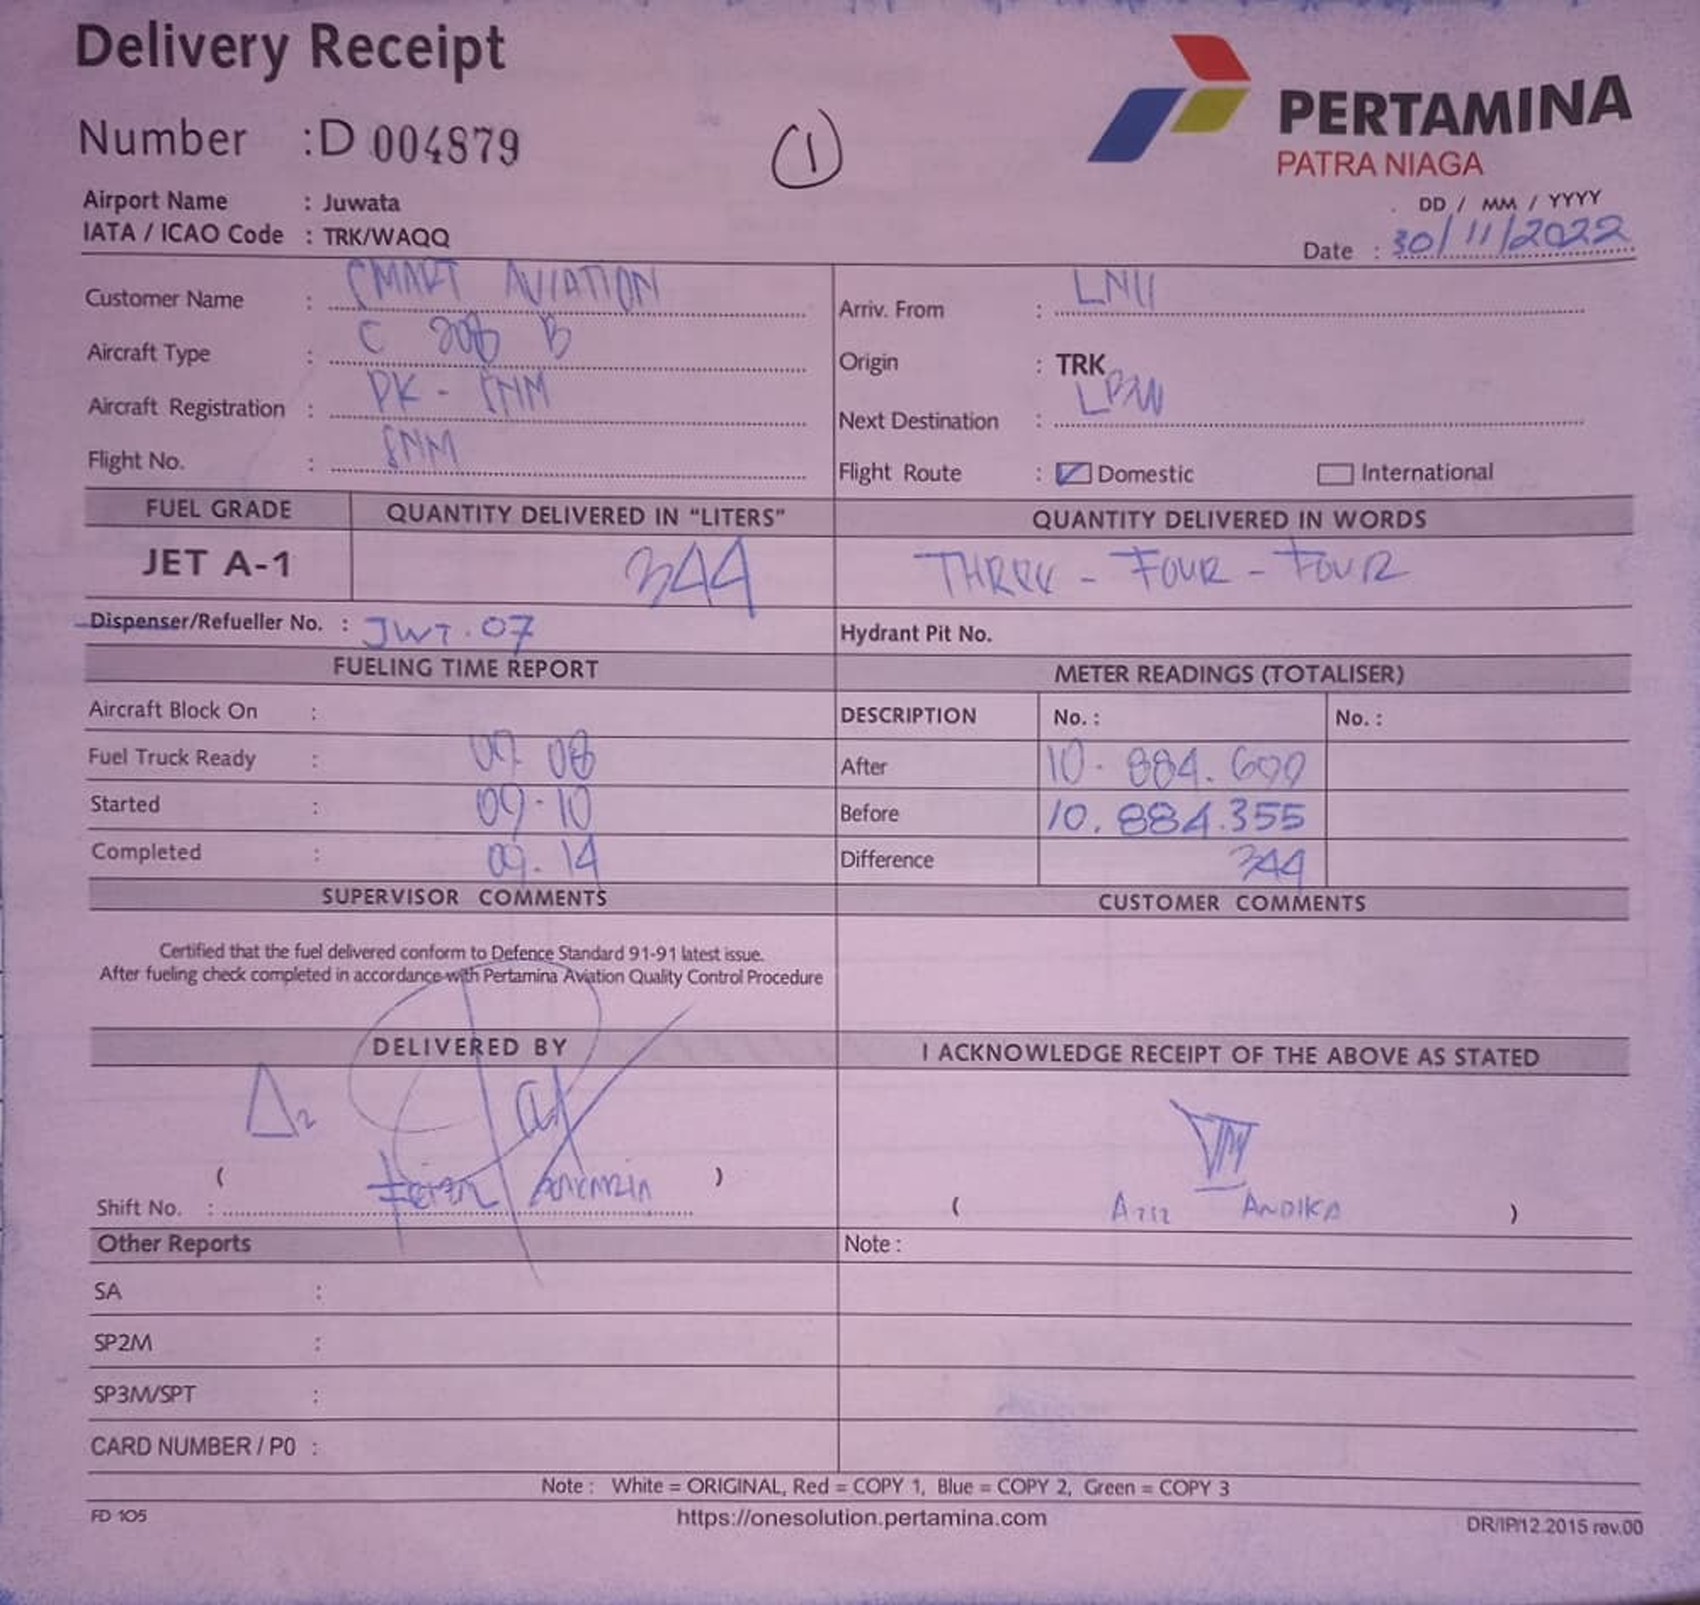 Delivery Receipt
Number : D 004879
1
PERTAMINA
PATRA NIAGA
Airport Name : Juwata
IATA / ICAO Code : TRK/WAQQ
DD / MM / YYYY
Date : 30/11/2022
Customer Name : SMART AVIATION
Aircraft Type : C 208 B
Aircraft Registration : PK - SNM
Flight No. : SNM
Arriv. From : LNU
Origin : TRK
Next Destination :
Flight Route : Domestic International
FUEL GRADE QUANTITY DELIVERED IN "LITERS" QUANTITY DELIVERED IN WORDS
JET A-1 344 THREE - FOUR - FOUR
Dispenser/Refueller No. : JWT.07 Hydrant Pit No.
FUELING TIME REPORT METER READINGS (TOTALISER)
Aircraft Block On : DESCRIPTION No. : No. :
Fuel Truck Ready : 09.08 After 10.884.699
Started : 09.10 Before 10.884.355
Completed : 09.14 Difference 344
SUPERVISOR COMMENTS CUSTOMER COMMENTS
Certified that the fuel delivered conform to Defence Standard 91-91 latest issue.
After fueling check completed in accordance with Pertamina Aviation Quality Control Procedure
DELIVERED BY I ACKNOWLEDGE RECEIPT OF THE ABOVE AS STATED
( )
Shift No. :
( AZIZ ANDIKA )
Other Reports Note :
SA :
SP2M :
SP3M/SPT :
CARD NUMBER / P0 :
Note : White = ORIGINAL, Red = COPY 1, Blue = COPY 2, Green = COPY 3
FD 105 https://onesolution.pertamina.com DR/IP/12.2015 rev.00